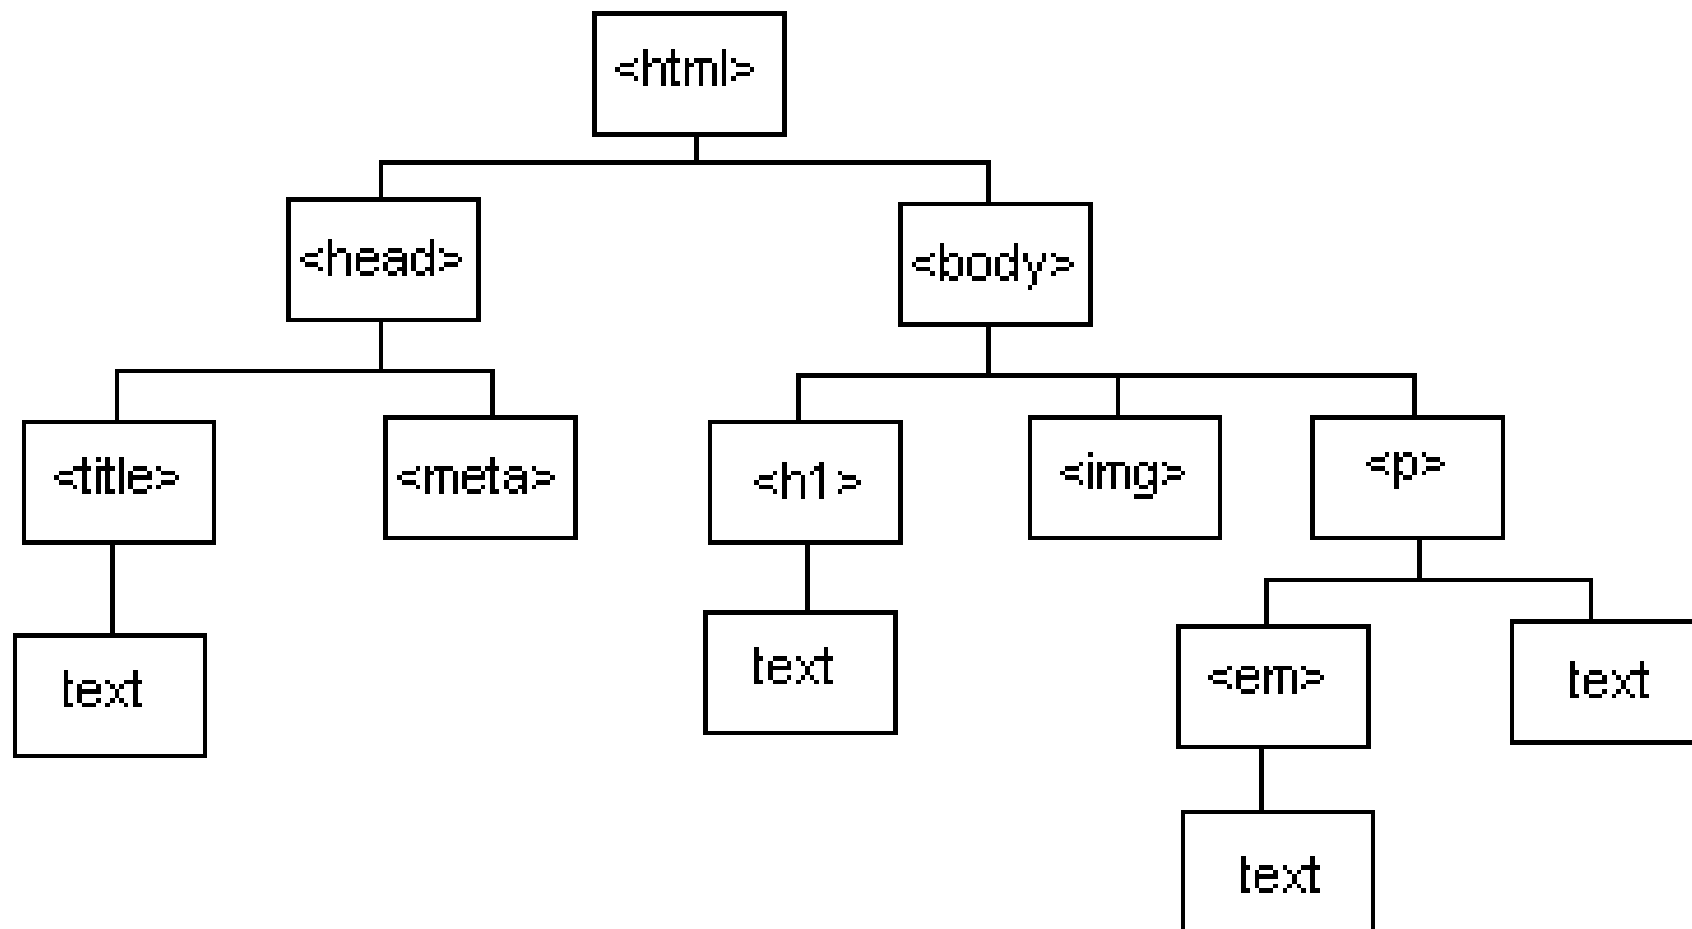 <html>
<head>
<body>
<title>
<meta>
<h1>
<img>
<p>
text
text
<em>
text
text